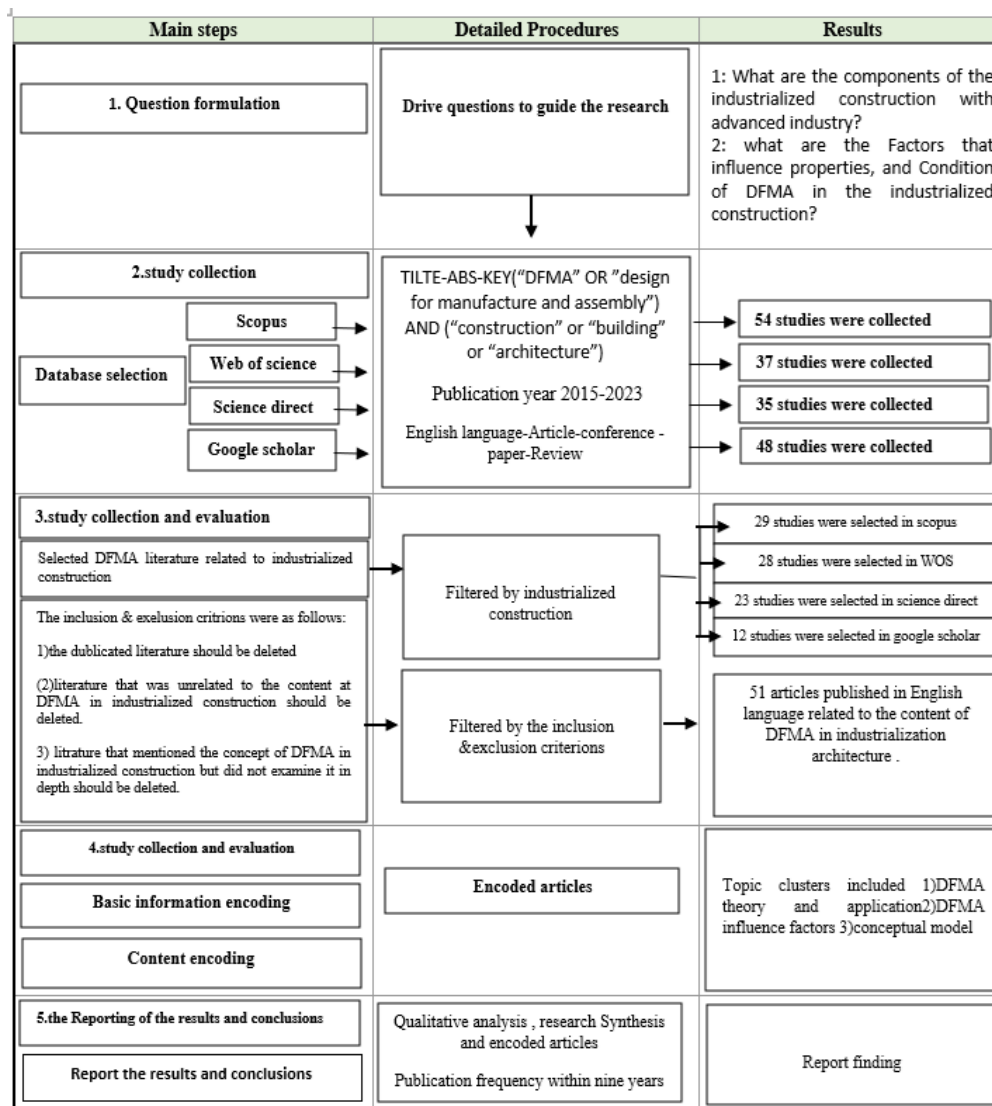 Main steps
Detailed Procedures
Results
1. Question formulation
Drive questions to guide the research
1: What are the components of the
industrialized construction with
advanced industry?
2: what are the Factors that
influence properties, and Condition
of DFMA in the industrialized
construction?
2.study collection
Database selection
Scopus
Web of science
Science direct
Google scholar
TILTE-ABS-KEY(“DFMA” OR ”design
for manufacture and assembly”)
AND (“construction” or “building”
or “architecture”)
Publication year 2015-2023
English language-Article-conference -
paper-Review
54 studies were collected
37 studies were collected
35 studies were collected
48 studies were collected
3.study collection and evaluation
Selected DFMA literature related to industrialized
construction
Filtered by industrialized
construction
29 studies were selected in scopus
28 studies were selected in WOS
23 studies were selected in science direct
12 studies were selected in google scholar
The inclusion & exelusion critrions were as follows:
1)the dublicated literature should be deleted
(2)literature that was unrelated to the content at
DFMA in industrialized construction should be
deleted.
3) litrature that mentioned the concept of DFMA in
industrialized construction but did not examine it in
depth should be deleted.
Filtered by the inclusion
&exclusion criterions
51 articles published in English
language related to the content of
DFMA in industrialization
architecture .
4.study collection and evaluation
Basic information encoding
Content encoding
Encoded articles
Topic clusters included 1)DFMA
theory and application2)DFMA
influence factors 3)conceptual model
5.the Reporting of the results and conclusions
Report the results and conclusions
Qualitative analysis , research Synthesis
and encoded articles
Publication frequency within nine years
Report finding